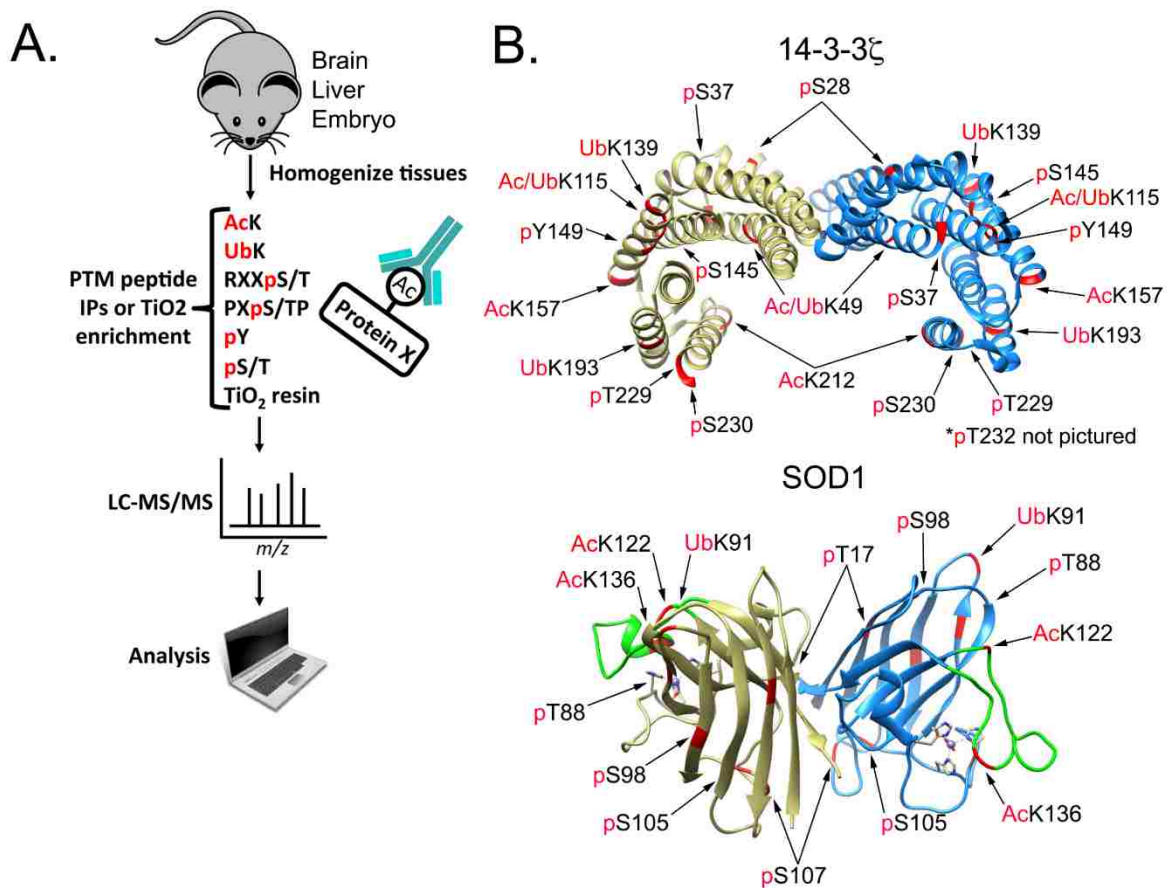 A.
Brain
Liver
Embryo
Homogenize tissues
PTM peptide
IPs or TiO2
enrichment
AcK
UbK
RXXpS/T
PXpS/TP
pY
pS/T
TiO₂ resin
Ac
Protein X
LC-MS/MS
m/z
Analysis
B.
14-3-3ζ
pS37
pS28
UbK139
UbK139
Ac/UbK115
pS145
Ac/UbK115
pY149
pY149
pS145
AcK157
Ac/UbK49
pS37
AcK157
UbK193
UbK193
AcK212
pT229
pS230
pT229
pS230
*pT232 not pictured
SOD1
pS98
UbK91
AcK122
UbK91
pT17
pT88
AcK136
AcK122
pT88
pS98
pS105
pS105
AcK136
pS107